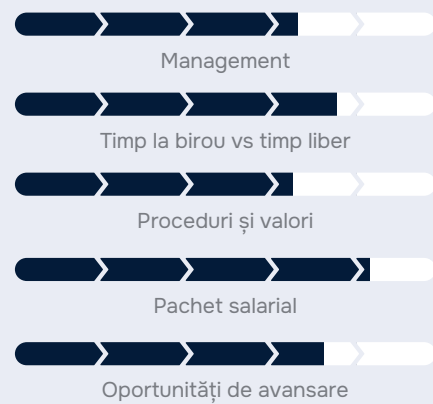 Management
Timp la birou vs timp liber
Proceduri și valori
Pachet salarial
Oportunități de avansare